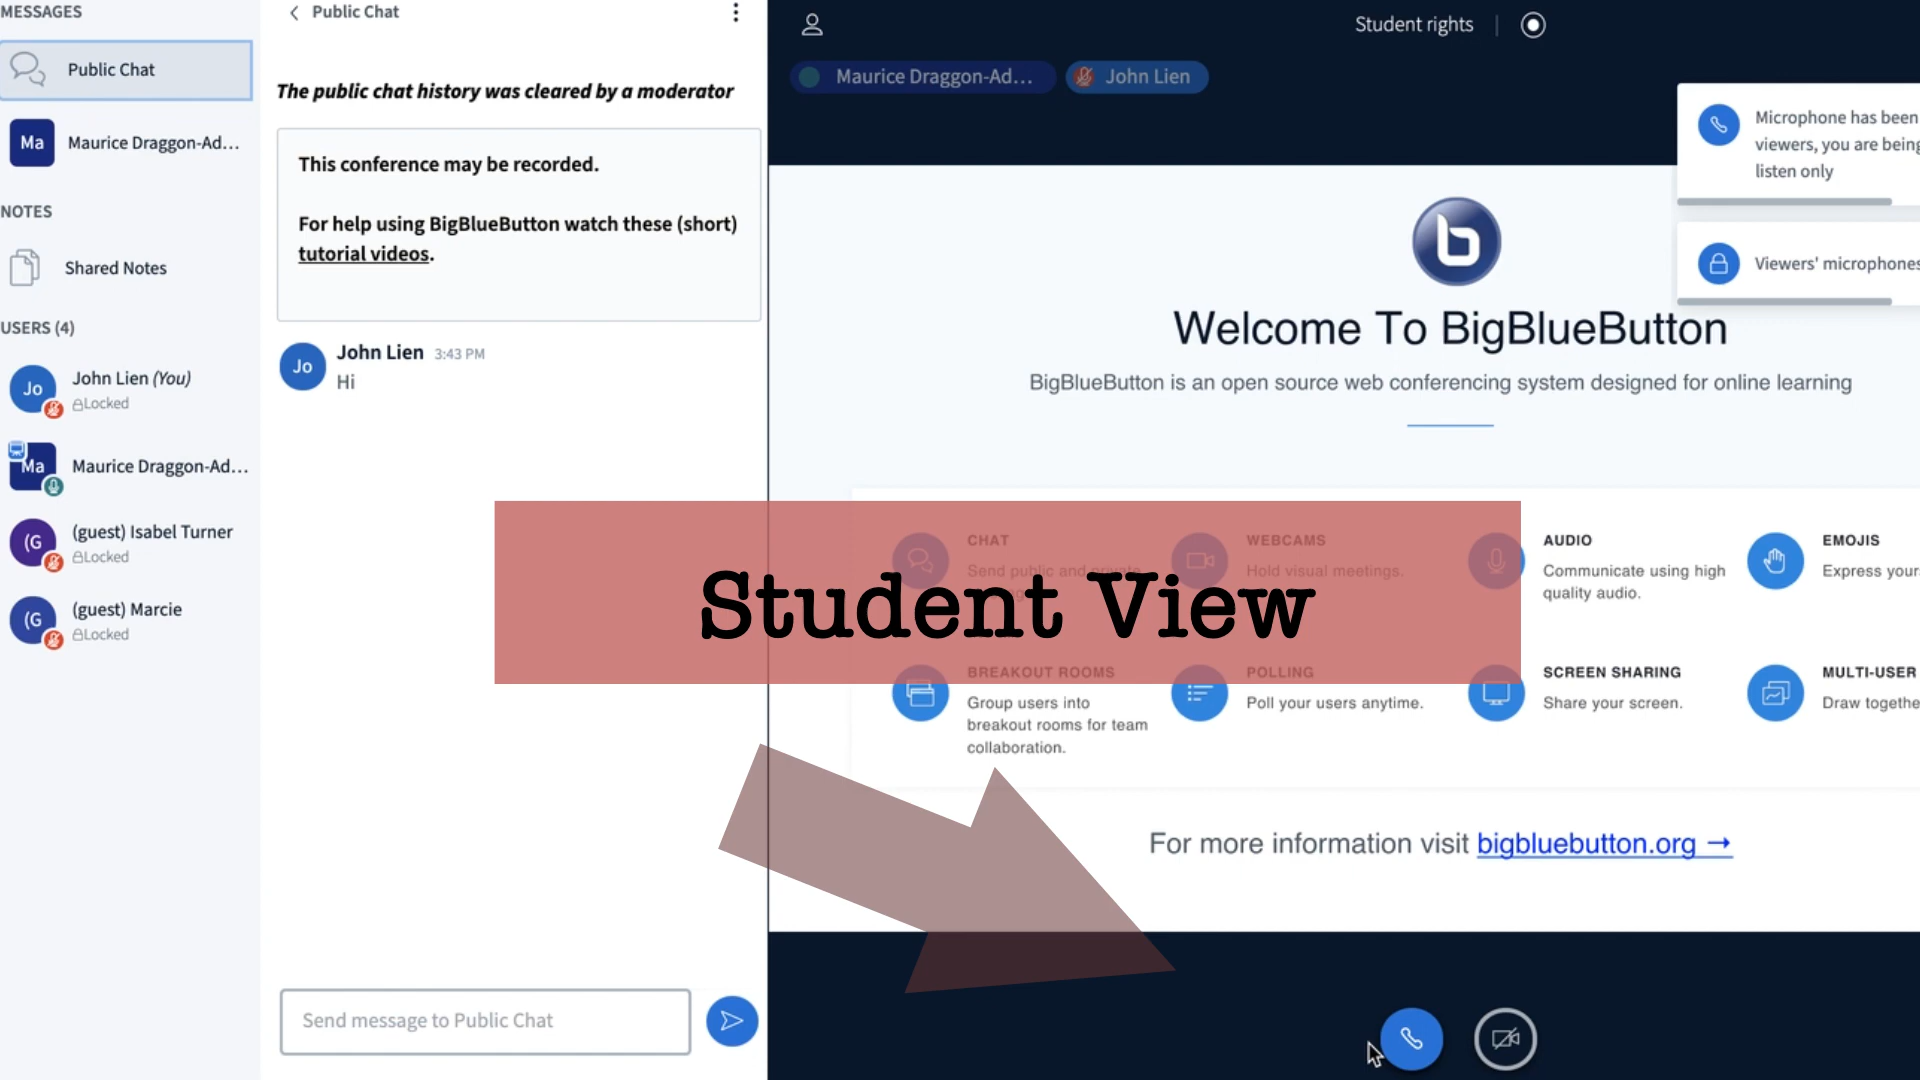 MESSAGES
Public Chat
Ma
Maurice Draggon-Ad...
NOTES
Shared Notes
USERS (4)
Jo
John Lien (You)
Locked
Ma
Maurice Draggon-Ad...
(G
(guest) Isabel Turner
Locked
(G
(guest) Marcie
Locked
Public Chat
The public chat history was cleared by a moderator
This conference may be recorded.
For help using BigBlueButton watch these (short)
tutorial videos.
Jo
John Lien 3:43 PM
Hi
Send message to Public Chat
Student rights
Maurice Draggon-Ad...
John Lien
Microphone has been
viewers, you are being
listen only
Viewers' microphones
Welcome To BigBlueButton
BigBlueButton is an open source web conferencing system designed for online learning
CHAT
Send public and private
WEBCAMS
Hold visual meetings.
AUDIO
Communicate using high
quality audio.
EMOJIS
Express your
Student View
BREAKOUT ROOMS
Group users into
breakout rooms for team
collaboration.
POLLING
Poll your users anytime.
SCREEN SHARING
Share your screen.
MULTI-USER
Draw togethe
For more information visit bigbluebutton.org →